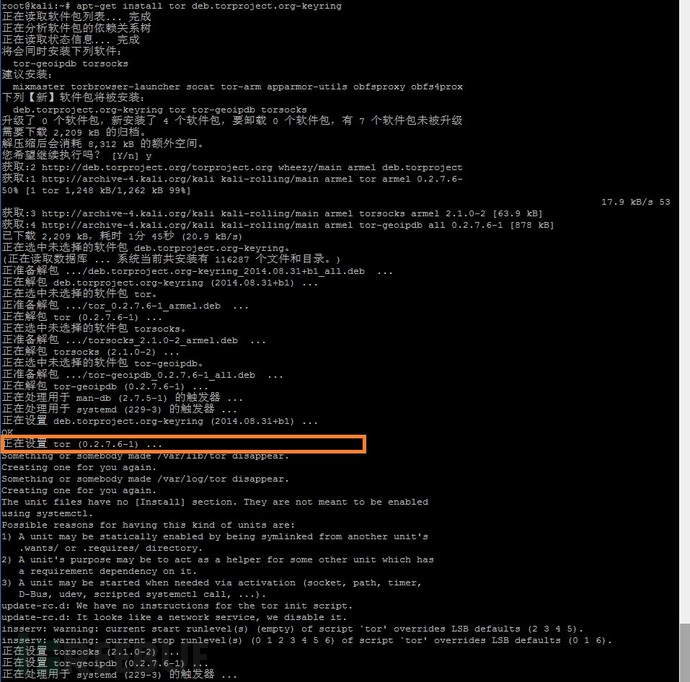 root@kali:~# apt-get install tor deb.torproject.org-keyring
正在读取软件包列表... 完成
正在分析软件包的依赖关系树
正在读取状态信息... 完成
将会同时安装下列软件:
  tor-geoipdb torsocks
建议安装:
  mixmaster torbrowser-launcher socat tor-arm apparmor-utils obfsproxy obfs4prox
下列【新】软件包将被安装:
  deb.torproject.org-keyring tor tor-geoipdb torsocks
升级了 0 个软件包，新安装了 4 个软件包，要卸载 0 个软件包，有 7 个软件包未被升级
需要下载 2,209 kB 的归档。
解压缩后会消耗 8,312 kB 的额外空间。
您希望继续执行吗？ [Y/n] y
获取:2 http://deb.torproject.org/torproject.org wheezy/main armel deb.torproject
获取:1 http://archive-4.kali.org/kali kali-rolling/main armel tor armel 0.2.7.6-
50% [1 tor 1,248 kB/1,262 kB 99%]
17.9 kB/s 53
获取:3 http://archive-4.kali.org/kali kali-rolling/main armel torsocks armel 2.1.0-2 [63.9 kB]
获取:4 http://archive-4.kali.org/kali kali-rolling/main armel tor-geoipdb all 0.2.7.6-1 [878 kB]
已下载 2,209 kB，耗时 1分 45秒 (20.9 kB/s)
正在选中未选择的软件包 deb.torproject.org-keyring。
(正在读取数据库 ... 系统当前共安装有 116287 个文件和目录。)
正准备解包 .../deb.torproject.org-keyring_2014.08.31+b1_all.deb  ...
正在解包 deb.torproject.org-keyring (2014.08.31+b1) ...
正在选中未选择的软件包 tor。
正准备解包 .../tor_0.2.7.6-1_armel.deb  ...
正在解包 tor (0.2.7.6-1) ...
正在选中未选择的软件包 torsocks。
正准备解包 .../torsocks_2.1.0-2_armel.deb  ...
正在解包 torsocks (2.1.0-2) ...
正在选中未选择的软件包 tor-geoipdb。
正准备解包 .../tor-geoipdb_0.2.7.6-1_all.deb  ...
正在解包 tor-geoipdb (0.2.7.6-1) ...
正在处理用于 man-db (2.7.5-1) 的触发器 ...
正在处理用于 systemd (229-3) 的触发器 ...
正在设置 deb.torproject.org-keyring (2014.08.31+b1) ...
OK
正在设置 tor (0.2.7.6-1) ...
Something or somebody made /var/lib/tor disappear.
Creating one for you again.
Something or somebody made /var/log/tor disappear.
Creating one for you again.
The unit files have no [Install] section. They are not meant to be enabled
using systemctl.
Possible reasons for having this kind of units are:
1) A unit may be statically enabled by being symlinked from another unit's
   .wants/ or .requires/ directory.
2) A unit's purpose may be to act as a helper for some other unit which has
   a requirement dependency on it.
3) A unit may be started when needed via activation (socket, path, timer,
   D-Bus, udev, scripted systemctl call, ...).
update-rc.d: We have no instructions for the tor init script.
update-rc.d: It looks like a network service, we disable it.
insserv: warning: current start runlevel(s) (empty) of script `tor' overrides LSB defaults (2 3 4 5).
insserv: warning: current stop runlevel(s) (0 1 2 3 4 5 6) of script `tor' overrides LSB defaults (0 1 6).
正在设置 torsocks (2.1.0-2) ...
正在设置 tor-geoipdb (0.2.7.6-1) ...
正在处理用于 systemd (229-3) 的触发器 ...